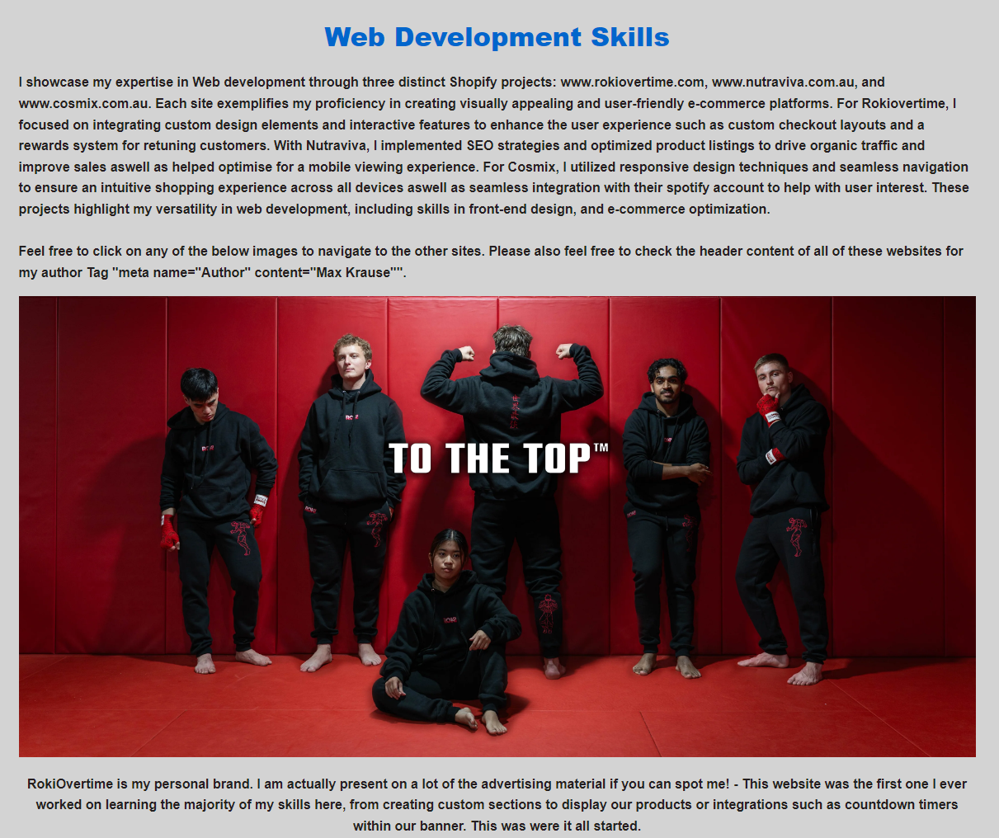 Web Development Skills
I showcase my expertise in Web development through three distinct Shopify projects: www.rokiovertime.com, www.nutraviva.com.au, and
www.cosmix.com.au. Each site exemplifies my proficiency in creating visually appealing and user-friendly e-commerce platforms. For Rokiovertime, I
focused on integrating custom design elements and interactive features to enhance the user experience such as custom checkout layouts and a
rewards system for retuning customers. With Nutraviva, I implemented SEO strategies and optimized product listings to drive organic traffic and
improve sales aswell as helped optimise for a mobile viewing experience. For Cosmix, I utilized responsive design techniques and seamless navigation
to ensure an intuitive shopping experience across all devices aswell as seamless integration with their spotify account to help with user interest. These
projects highlight my versatility in web development, including skills in front-end design, and e-commerce optimization.
Feel free to click on any of the below images to navigate to the other sites. Please also feel free to check the header content of all of these websites for
my author Tag "meta name="Author" content="Max Krause"".
TO THE TOP™
RokiOvertime is my personal brand. I am actually present on a lot of the advertising material if you can spot me! - This website was the first one I ever
worked on learning the majority of my skills here, from creating custom sections to display our products or integrations such as countdown timers
within our banner. This was were it all started.